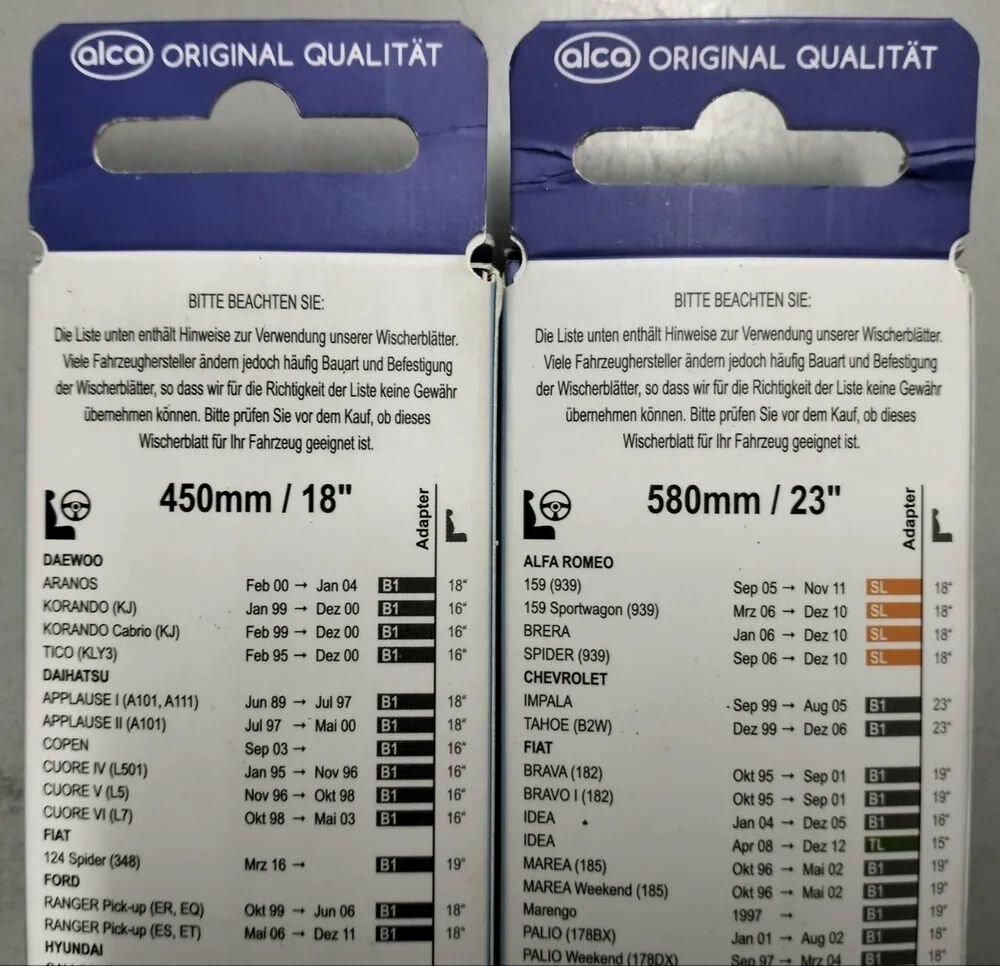 alca ORIGINAL QUALITÄT
BITTE BEACHTEN SIE:
Die Liste unten enthält Hinweise zur Verwendung unserer Wischerblätter.
Viele Fahrzeughersteller ändern jedoch häufig Bauart und Befestigung
der Wischerblätter, so dass wir für die Richtigkeit der Liste keine Gewähr
übernehmen können. Bitte prüfen Sie vor dem Kauf, ob dieses
Wischerblatt für Ihr Fahrzeug geeignet ist.
450mm / 18" Adapter
DAEWOO
ARANOS Feb 00 → Jan 04 B1 18"
KORANDO (KJ) Jan 99 → Dez 00 B1 16"
KORANDO Cabrio (KJ) Feb 99 → Dez 00 B1 16"
TICO (KLY3) Feb 95 → Dez 00 B1 16"
DAIHATSU
APPLAUSE I (A101, A111) Jun 89 → Jul 97 B1 18"
APPLAUSE II (A101) Jul 97 → Mai 00 B1 18"
COPEN Sep 03 → B1 16"
CUORE IV (L501) Jan 95 → Nov 96 B1 16"
CUORE V (L5) Nov 96 → Okt 98 B1 16"
CUORE VI (L7) Okt 98 → Mai 03 B1 16"
FIAT
124 Spider (348) Mrz 16 → B1 19"
FORD
RANGER Pick-up (ER, EQ) Okt 99 → Jun 06 B1 18"
RANGER Pick-up (ES, ET) Mai 06 → Dez 11 B1 18"
HYUNDAI
alca ORIGINAL QUALITÄT
BITTE BEACHTEN SIE:
Die Liste unten enthält Hinweise zur Verwendung unserer Wischerblätter.
Viele Fahrzeughersteller ändern jedoch häufig Bauart und Befestigung
der Wischerblätter, so dass wir für die Richtigkeit der Liste keine Gewähr
übernehmen können. Bitte prüfen Sie vor dem Kauf, ob dieses
Wischerblatt für Ihr Fahrzeug geeignet ist.
580mm / 23" Adapter
ALFA ROMEO
159 (939) Sep 05 → Nov 11 SL 18"
159 Sportwagon (939) Mrz 06 → Dez 10 SL 18"
BRERA Jan 06 → Dez 10 SL 18"
SPIDER (939) Sep 06 → Dez 10 SL 18"
CHEVROLET
IMPALA Sep 99 → Aug 05 B1 23"
TAHOE (B2W) Dez 99 → Dez 06 B1 23"
FIAT
BRAVA (182) Okt 95 → Sep 01 B1 19"
BRAVO I (182) Okt 95 → Sep 01 B1 19"
IDEA Jan 04 → Dez 05 B1 16"
IDEA Apr 08 → Dez 12 TL 15"
MAREA (185) Okt 96 → Mai 02 B1 19"
MAREA Weekend (185) Okt 96 → Mai 02 B1 19"
Marengo 1997 → B1 19"
PALIO (178BX) Jan 01 → Aug 02 B1 18"
PALIO Weekend (178DX) Sep 97 → Mrz 04 B1 18"